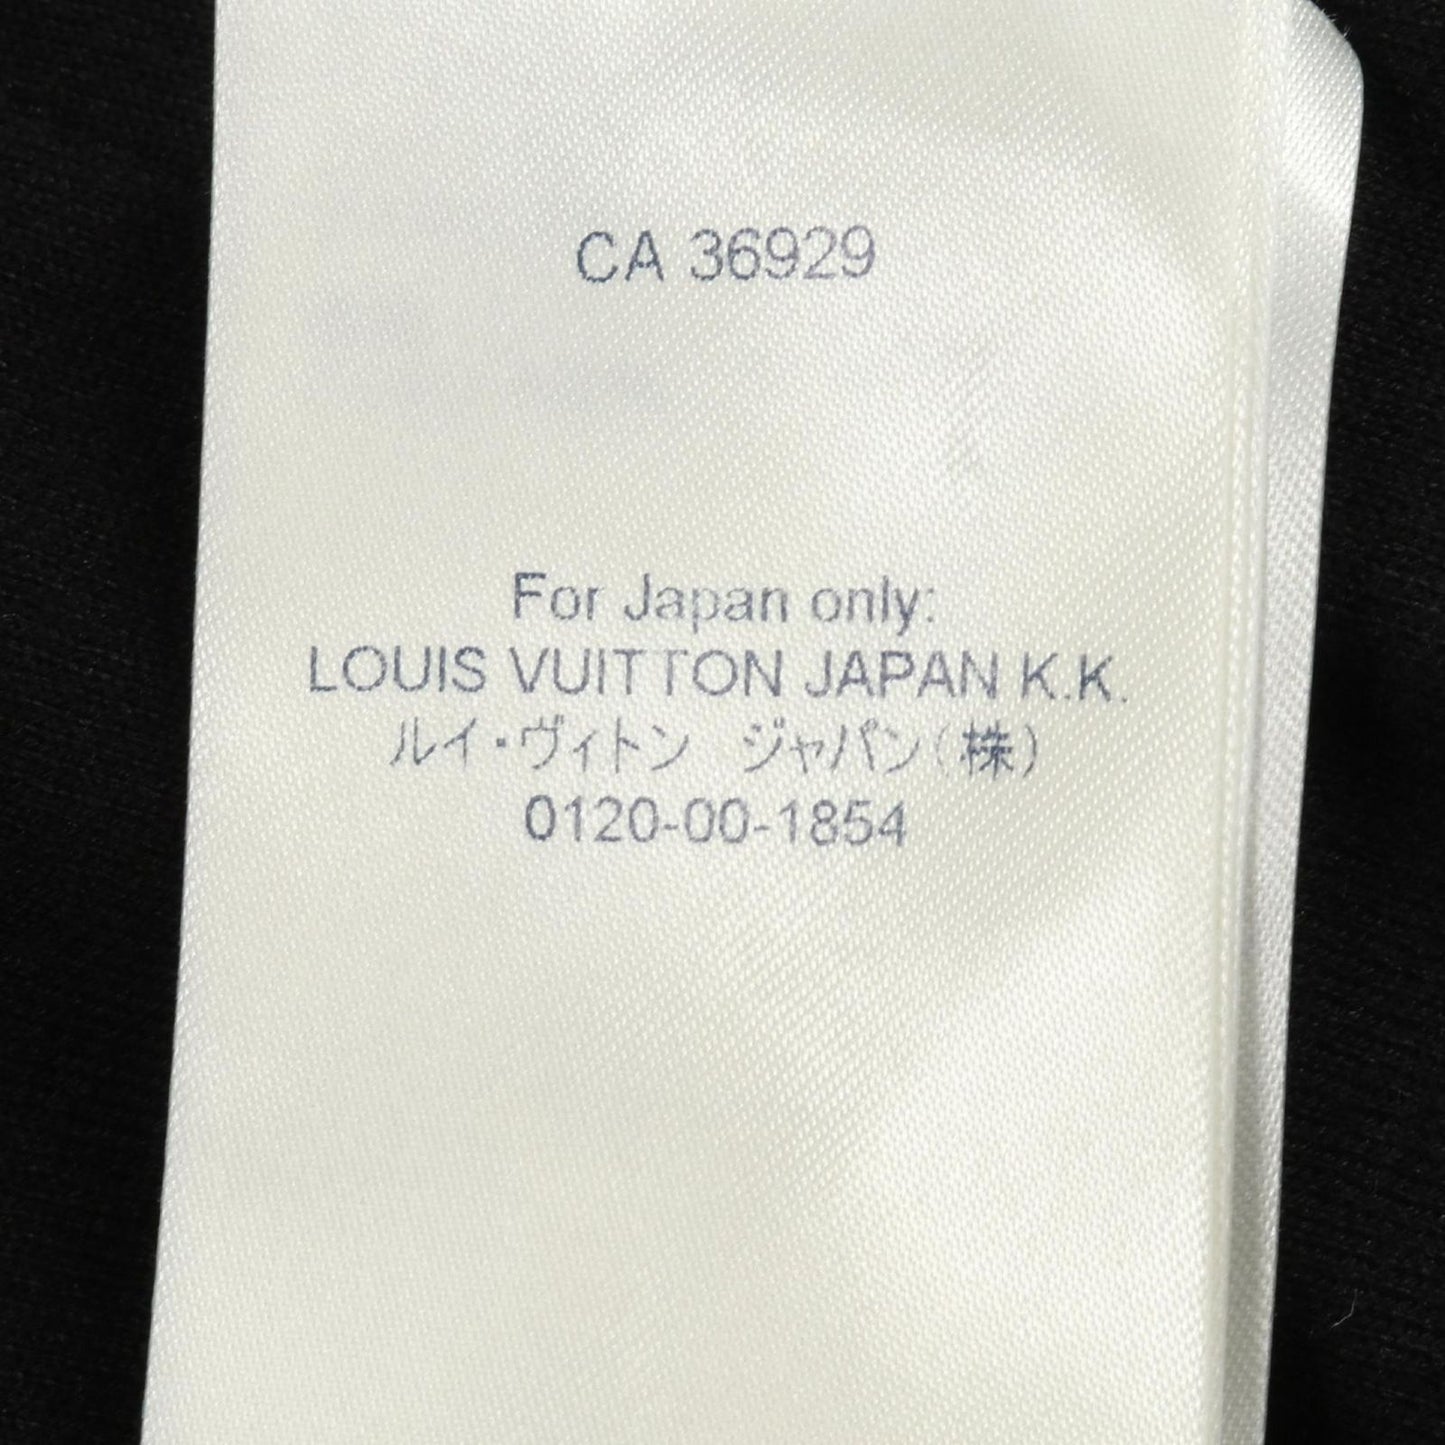 CA 36929
For Japan only:
LOUIS VUITTON JAPAN K.K.
ルイ・ヴィトン　ジャパン(株)
0120-00-1854